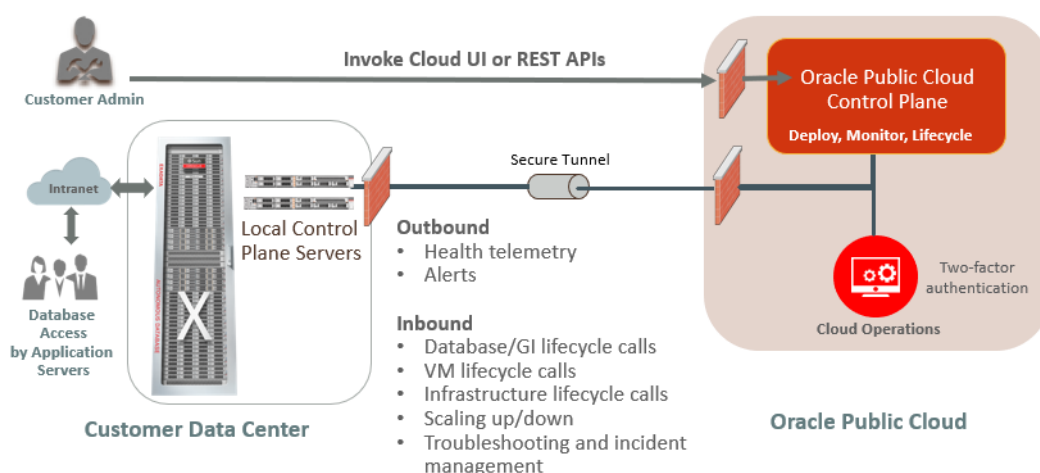 Invoke Cloud UI or REST APIs
Customer Admin
Oracle Public Cloud
Control Plane
Deploy, Monitor, Lifecycle
Secure Tunnel
Intranet
EXADATA
Local Control
Plane Servers
Outbound
• Health telemetry
• Alerts
Inbound
• Database/GI lifecycle calls
• VM lifecycle calls
• Infrastructure lifecycle calls
• Scaling up/down
• Troubleshooting and incident
management
Two-factor
authentication
Cloud Operations
Database
Access
by Application
Servers
X
AUTONOMOUS DATABASE
Customer Data Center
Oracle Public Cloud